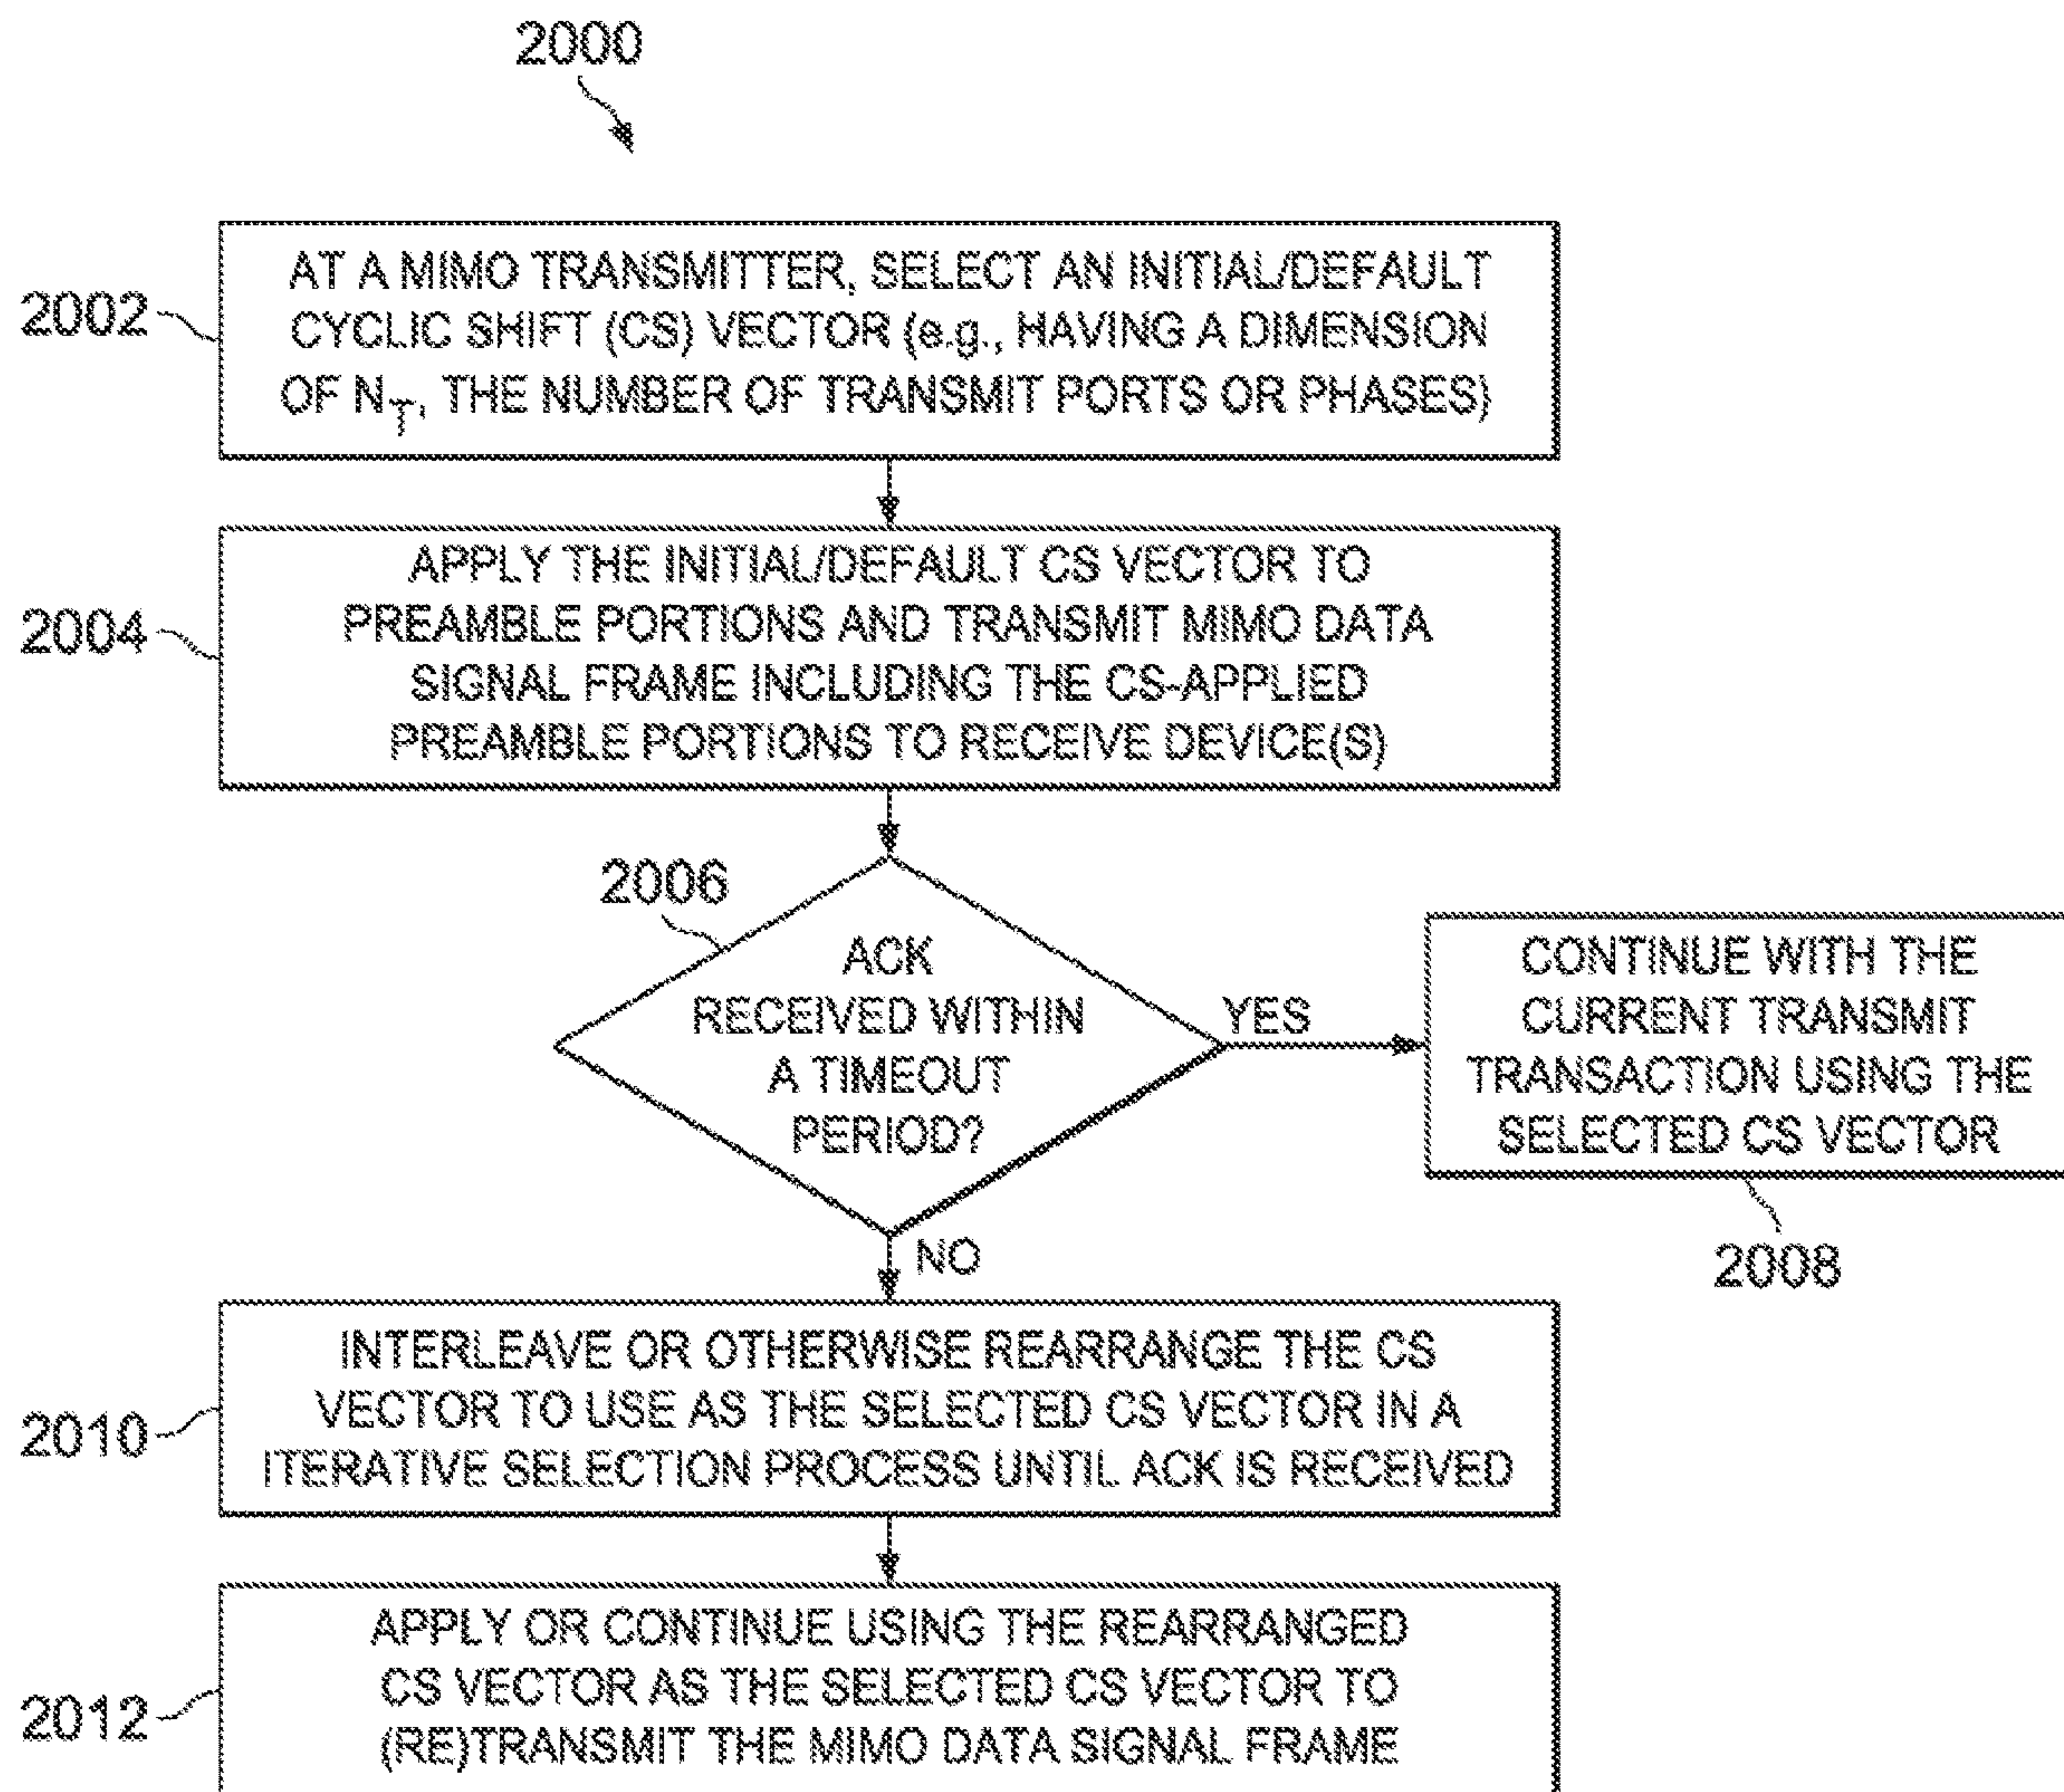 2000
2002
AT A MIMO TRANSMITTER, SELECT AN INITIAL/DEFAULT
CYCLIC SHIFT (CS) VECTOR (e.g., HAVING A DIMENSION
OF N_T, THE NUMBER OF TRANSMIT PORTS OR PHASES)
2004
APPLY THE INITIAL/DEFAULT CS VECTOR TO
PREAMBLE PORTIONS AND TRANSMIT MIMO DATA
SIGNAL FRAME INCLUDING THE CS-APPLIED
PREAMBLE PORTIONS TO RECEIVE DEVICE(S)
2006
ACK
RECEIVED WITHIN
A TIMEOUT
PERIOD?
YES
CONTINUE WITH THE
CURRENT TRANSMIT
TRANSACTION USING THE
SELECTED CS VECTOR
2008
NO
2010
INTERLEAVE OR OTHERWISE REARRANGE THE CS
VECTOR TO USE AS THE SELECTED CS VECTOR IN A
ITERATIVE SELECTION PROCESS UNTIL ACK IS RECEIVED
2012
APPLY OR CONTINUE USING THE REARRANGED
CS VECTOR AS THE SELECTED CS VECTOR TO
(RE)TRANSMIT THE MIMO DATA SIGNAL FRAME